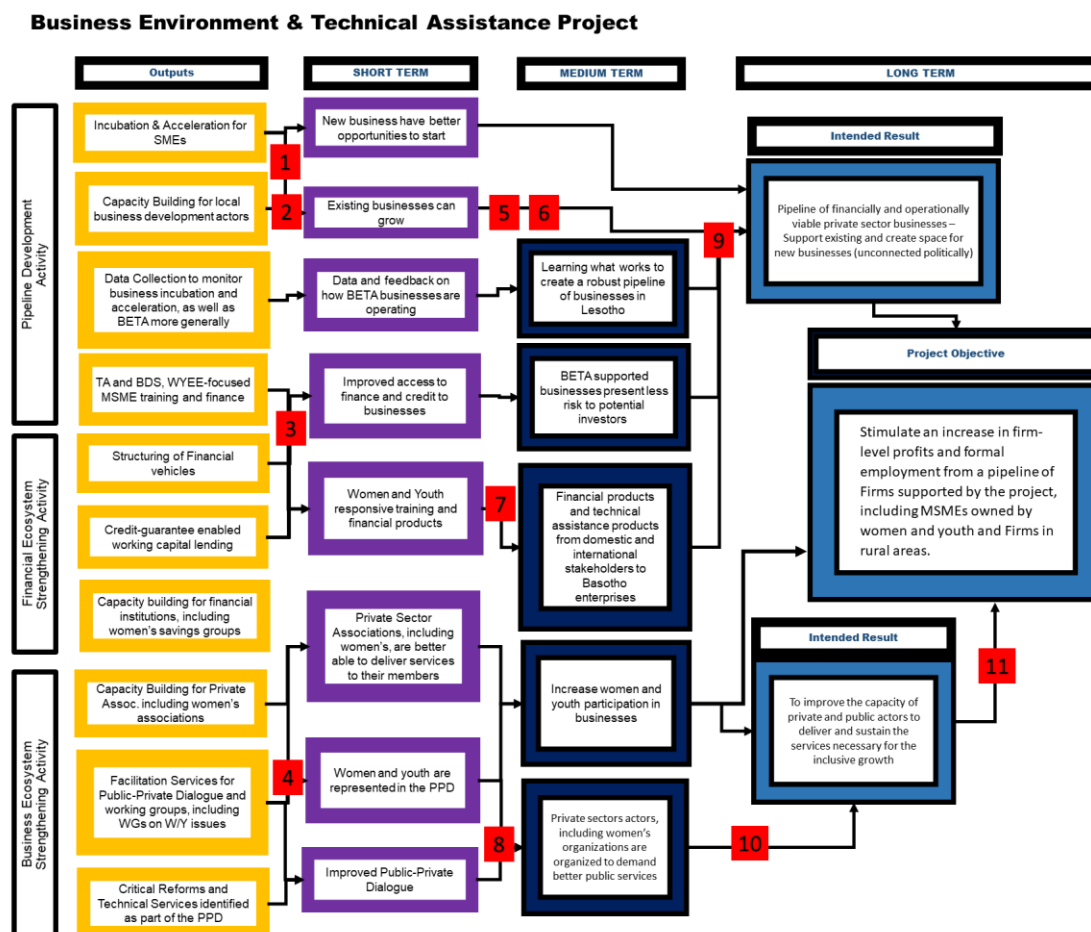 Business Environment & Technical Assistance Project
Outputs
SHORT TERM
MEDIUM TERM
LONG TERM
Pipeline Development
Activity
Incubation & Acceleration for
SMEs
Capacity Building for local
business development actors
Data Collection to monitor
business incubation and
acceleration, as well as
BETA more generally
TA and BDS, WYEE-focused
MSME training and finance
Financial Ecosystem
Strengthening Activity
Structuring of Financial
vehicles
Credit-guarantee enabled
working capital lending
Capacity building for financial
institutions, including
women's savings groups
Business Ecosystem
Strengthening Activity
Capacity Building for Private
Assoc. including women's
associations
Facilitation Services for
Public-Private Dialogue and
working groups, including
WGs on W/Y issues
Critical Reforms and
Technical Services identified
as part of the PPD
1
2
3
4
New business have better
opportunities to start
Existing businesses can
grow
Data and feedback on
how BETA businesses are
operating
Improved access to
finance and credit to
businesses
Women and Youth
responsive training and
financial products
Private Sector
Associations, including
women's, are better
able to deliver services
to their members
Women and youth are
represented in the PPD
Improved Public-Private
Dialogue
5
6
7
8
Learning what works to
create a robust pipeline
of businesses in
Lesotho
BETA supported
businesses present less
risk to potential
investors
Financial products
and technical
assistance products
from domestic and
international
stakeholders to
Basotho
enterprises
Increase women and
youth participation in
businesses
Private sectors actors,
including women's
organizations are
organized to demand
better public services
9
10
Intended Result
Pipeline of financially and operationally
viable private sector businesses –
Support existing and create space for
new businesses (unconnected politically)
Project Objective
Stimulate an increase in firm-
level profits and formal
employment from a pipeline of
Firms supported by the project,
including MSMEs owned by
women and youth and Firms in
rural areas.
Intended Result
To improve the capacity of
private and public actors to
deliver and sustain the
services necessary for the
inclusive growth
11